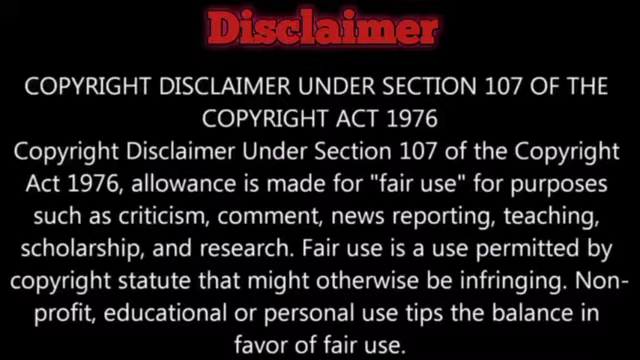 Disclaimer
COPYRIGHT DISCLAIMER UNDER SECTION 107 OF THE
COPYRIGHT ACT 1976
Copyright Disclaimer Under Section 107 of the Copyright
Act 1976, allowance is made for "fair use" for purposes
such as criticism, comment, news reporting, teaching,
scholarship, and research. Fair use is a use permitted by
copyright statute that might otherwise be infringing. Non-
profit, educational or personal use tips the balance in
favor of fair use.